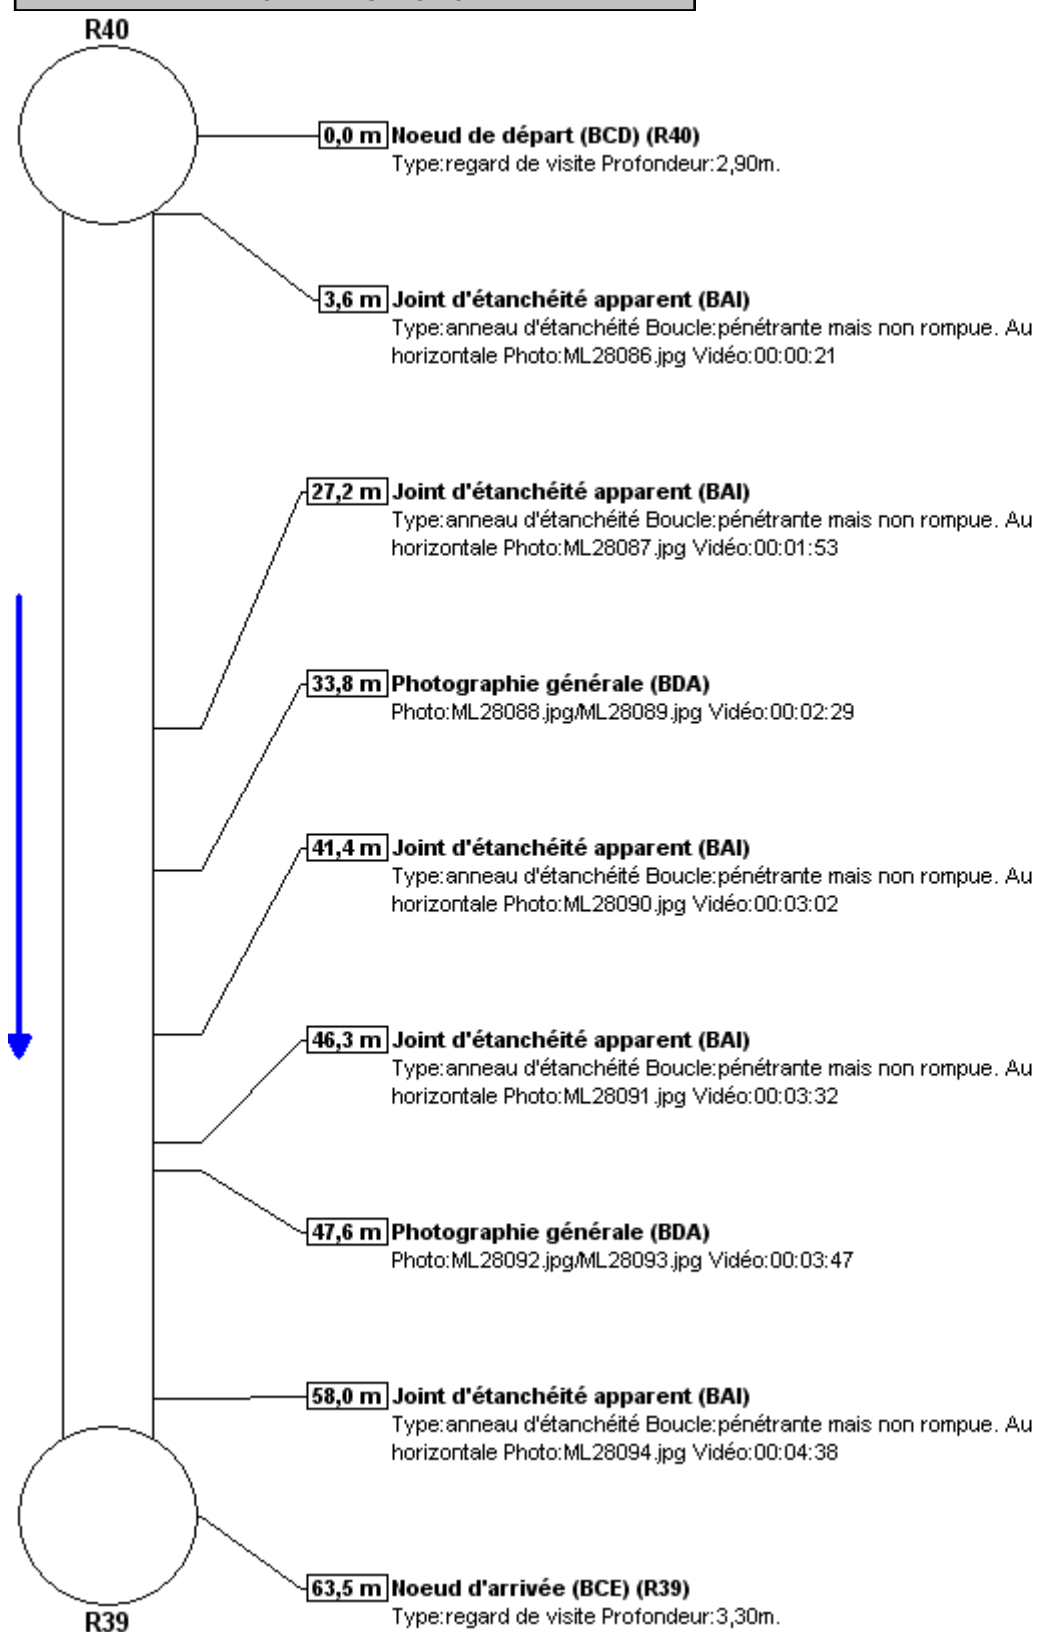 R40
0,0 m Noeud de départ (BCD) (R40)
Type:regard de visite Profondeur:2,90m.
3,6 m Joint d'étanchéité apparent (BAI)
Type:anneau d'étanchéité Boucle:pénétrante mais non rompue. Au
horizontale Photo:ML28086.jpg Vidéo:00:00:21
27,2 m Joint d'étanchéité apparent (BAI)
Type:anneau d'étanchéité Boucle:pénétrante mais non rompue. Au
horizontale Photo:ML28087.jpg Vidéo:00:01:53
33,8 m Photographie générale (BDA)
Photo:ML28088.jpg/ML28089.jpg Vidéo:00:02:29
41,4 m Joint d'étanchéité apparent (BAI)
Type:anneau d'étanchéité Boucle:pénétrante mais non rompue. Au
horizontale Photo:ML28090.jpg Vidéo:00:03:02
46,3 m Joint d'étanchéité apparent (BAI)
Type:anneau d'étanchéité Boucle:pénétrante mais non rompue. Au
horizontale Photo:ML28091.jpg Vidéo:00:03:32
47,6 m Photographie générale (BDA)
Photo:ML28092.jpg/ML28093.jpg Vidéo:00:03:47
58,0 m Joint d'étanchéité apparent (BAI)
Type:anneau d'étanchéité Boucle:pénétrante mais non rompue. Au
horizontale Photo:ML28094.jpg Vidéo:00:04:38
63,5 m Noeud d'arrivée (BCE) (R39)
Type:regard de visite Profondeur:3,30m.
R39